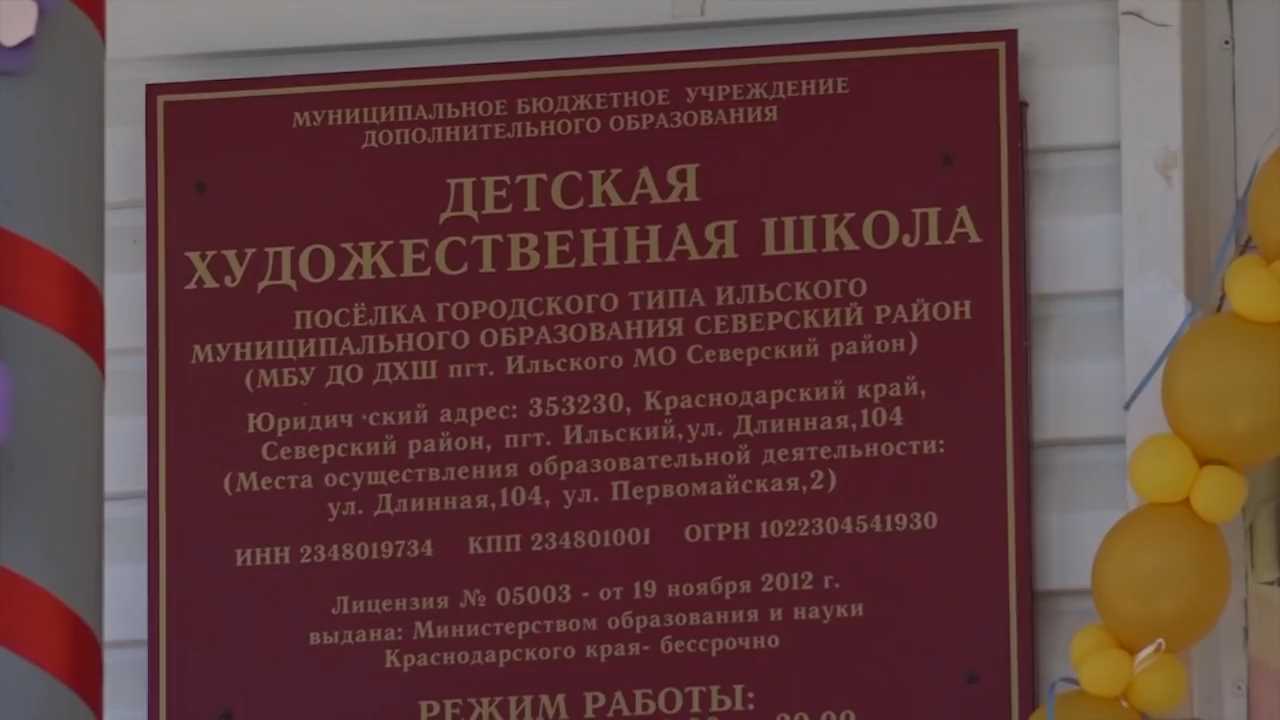 МУНИЦИПАЛЬНОЕ БЮДЖЕТНОЕ УЧРЕЖДЕНИЕ
ДОПОЛНИТЕЛЬНОГО ОБРАЗОВАНИЯ
ДЕТСКАЯ
ХУДОЖЕСТВЕННАЯ ШКОЛА
ПОСЁЛКА ГОРОДСКОГО ТИПА ИЛЬСКОГО
МУНИЦИПАЛЬНОГО ОБРАЗОВАНИЯ СЕВЕРСКИЙ РАЙОН
(МБУ ДО ДХШ пгт. Ильского МО Северский район)
Юридич ский адрес: 353230, Краснодарский край,
Северский район, пгт. Ильский,ул. Длинная,104
(Места осуществления образовательной деятельности:
ул. Длинная,104, ул. Первомайская,2)
ИНН 2348019734 КПП 234801001 ОГРН 1022304541930
Лицензия № 05003 - от 19 ноября 2012 г.
выдана: Министерством образования и науки
Краснодарского края- бессрочно
РЕЖИМ РАБОТЫ: